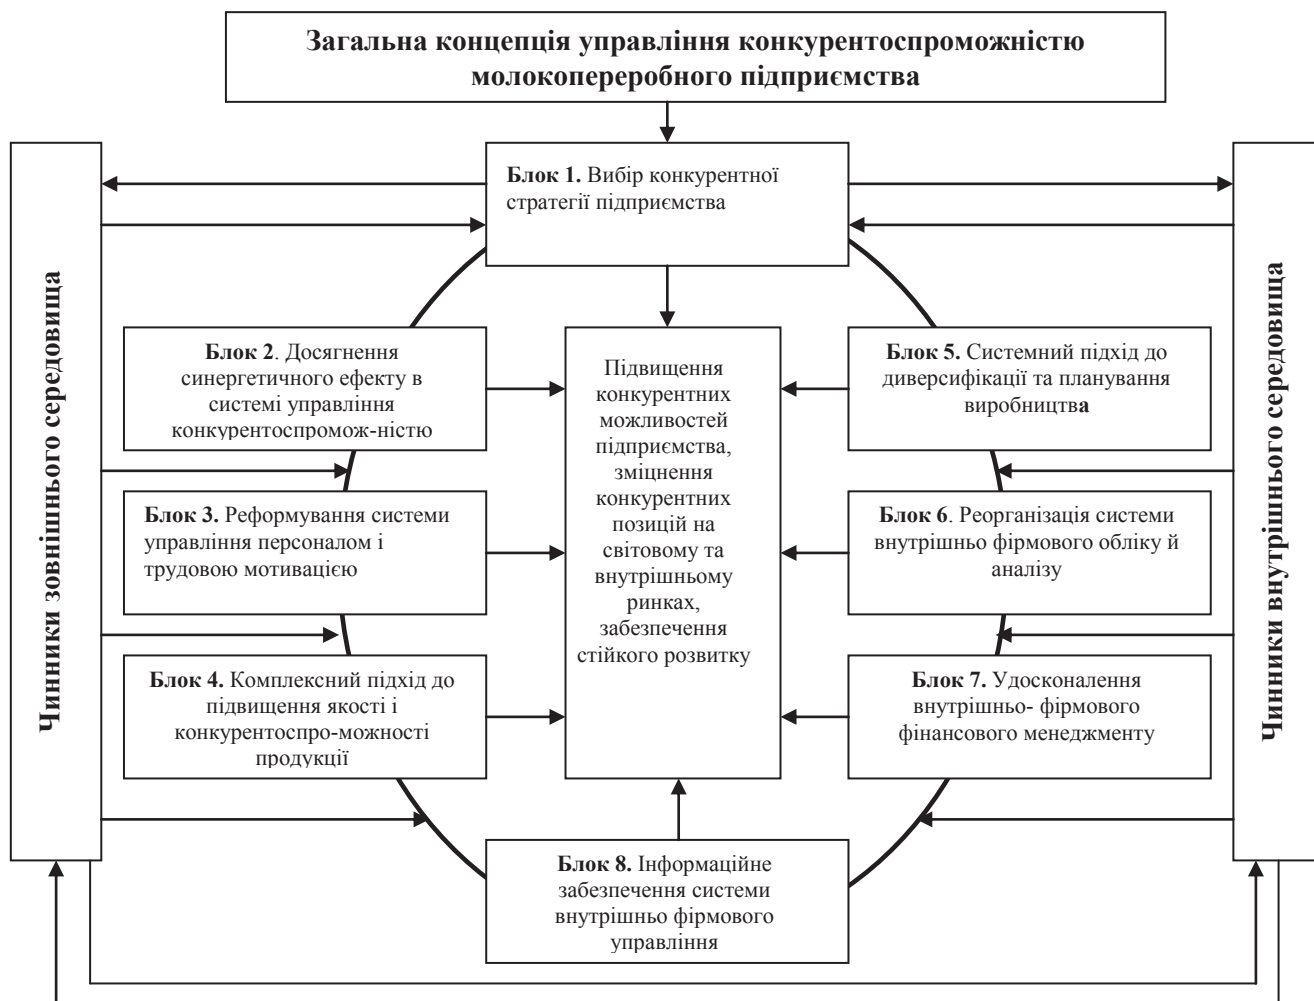 Загальна концепція управління конкурентоспроможністю
молокопереробного підприємства
Чинники зовнішнього середовища
Блок 1. Вибір конкурентної
стратегії підприємства
Чинники внутрішнього середовища
Блок 2. Досягнення
синергетичного ефекту в
системі управління
конкурентоспромож-ністю
Блок 3. Реформування системи
управління персоналом і
трудовою мотивацією
Блок 4. Комплексний підхід до
підвищення якості і
конкурентоспро-можності
продукції
Підвищення
конкурентних
можливостей
підприємства,
зміцнення
конкурентних
позицій на
світовому та
внутрішньому
ринках,
забезпечення
стійкого розвитку
Блок 5. Системний підхід до
диверсифікації та планування
виробництва
Блок 6. Реорганізація системи
внутрішньо фірмового обліку й
аналізу
Блок 7. Удосконалення
внутрішньо- фірмового
фінансового менеджменту
Блок 8. Інформаційне
забезпечення системи
внутрішньо фірмового
управління